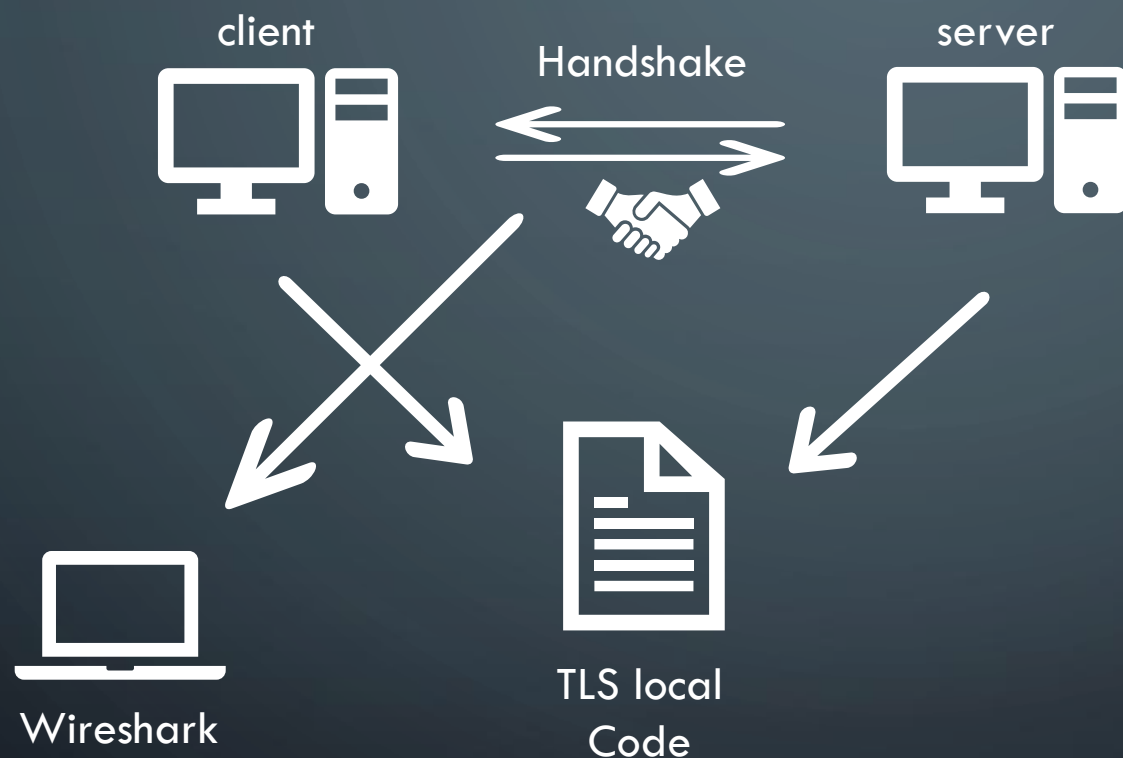 client
Handshake
server
Wireshark
TLS local
Code